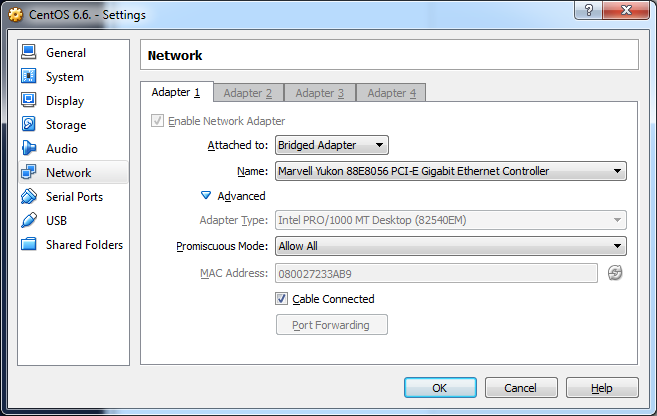 CentOS 6.6. - Settings
General
System
Display
Storage
Audio
Network
Serial Ports
USB
Shared Folders
Network
Adapter 1 Adapter 2 Adapter 3 Adapter 4
Enable Network Adapter
Attached to: Bridged Adapter
Name: Marvell Yukon 88E8056 PCI-E Gigabit Ethernet Controller
Advanced
Adapter Type: Intel PRO/1000 MT Desktop (82540EM)
Promiscuous Mode: Allow All
MAC Address: 080027233AB9
Cable Connected
Port Forwarding
OK Cancel Help